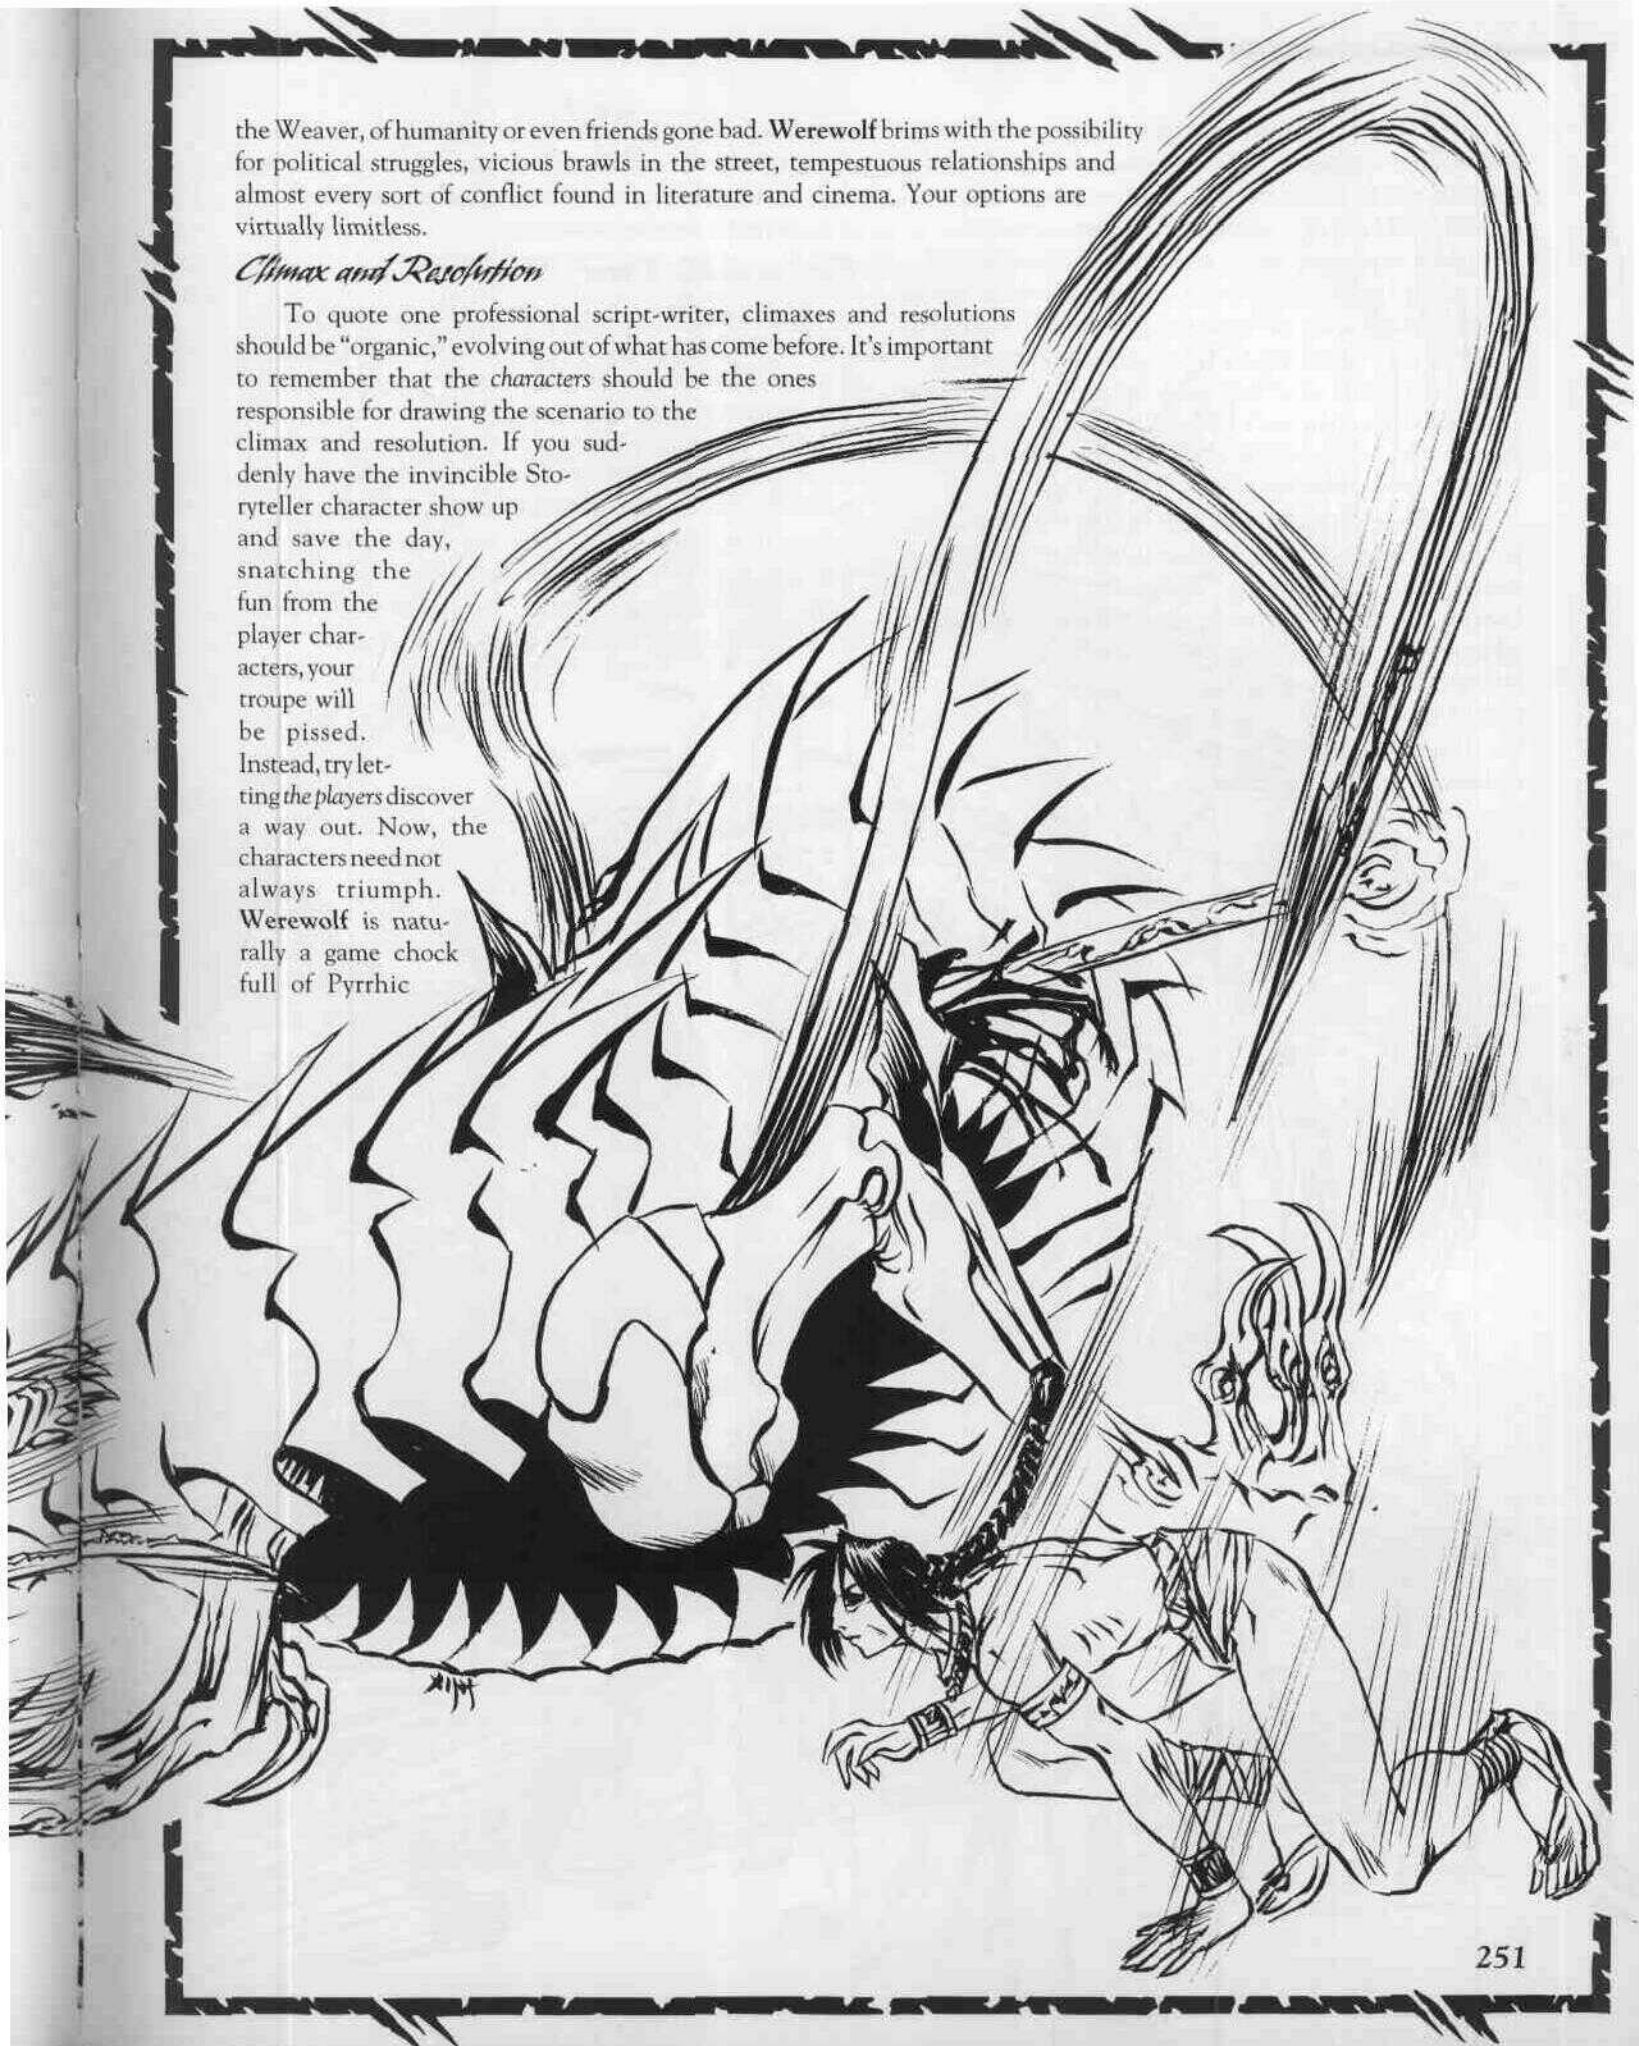 the Weaver, of humanity or even friends gone bad. Werewolf brims with the possibility
for political struggles, vicious brawls in the street, tempestuous relationships and
almost every sort of conflict found in literature and cinema. Your options are
virtually limitless.
Climax and Resolution
To quote one professional script-writer, climaxes and resolutions
should be “organic,” evolving out of what has come before. It's important
to remember that the characters should be the ones
responsible for drawing the scenario to the
climax and resolution. If you sud-
denly have the invincible Sto-
ryteller character show up
and save the day,
snatching the
fun from the
player char-
acters, your
troupe will
be pissed.
Instead, try let-
ting the players discover
a way out. Now, the
characters need not
always triumph.
Werewolf is natu-
rally a game chock
full of Pyrrhic
251